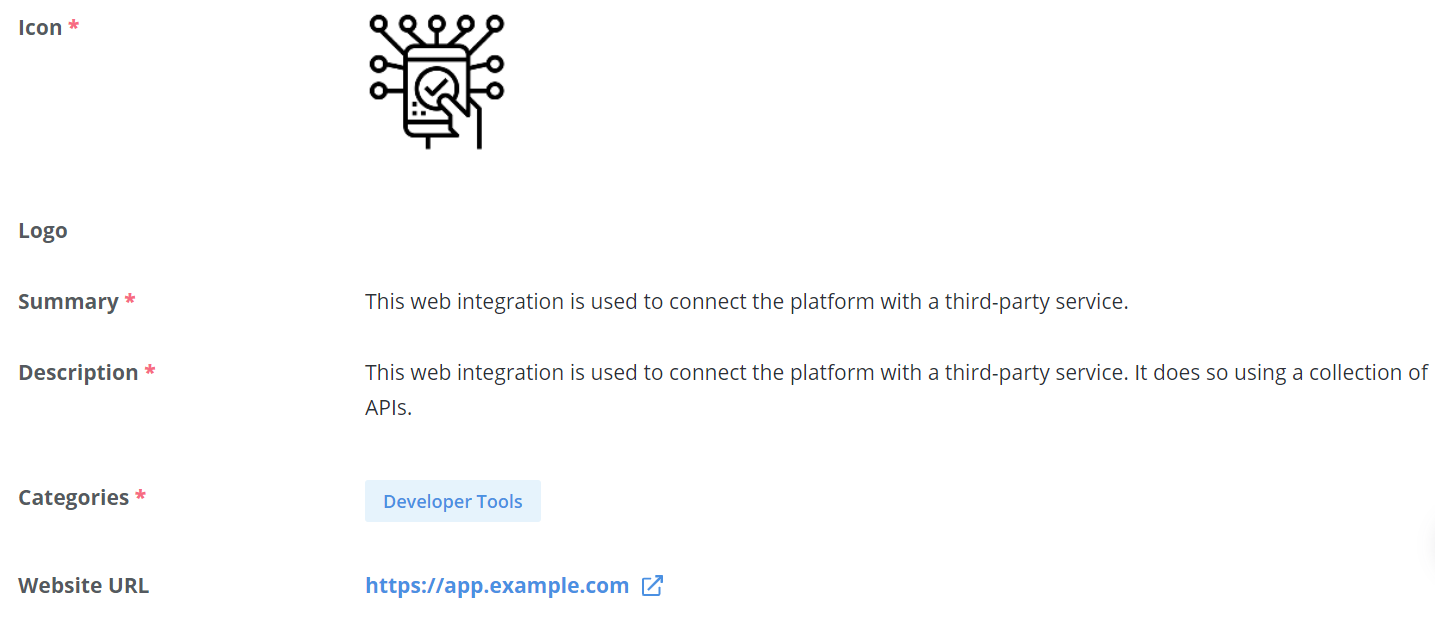 Icon *
Logo
Summary *
This web integration is used to connect the platform with a third-party service.
Description *
This web integration is used to connect the platform with a third-party service. It does so using a collection of
APIs.
Categories *
Developer Tools
Website URL
https://app.example.com